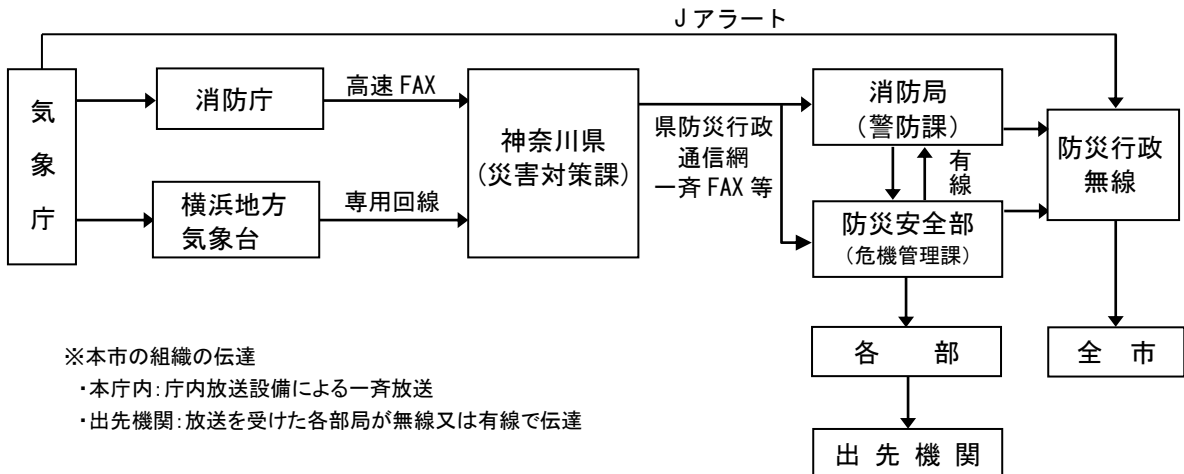 Jアラート
気象庁
消防庁
高速 FAX
横浜地方
気象台
専用回線
神奈川県
(災害対策課)
県防災行政
通信網
一斉 FAX 等
消防局
(警防課)
有線
防災安全部
(危機管理課)
防災行政
無線
各 部
全 市
出 先 機 関
※本市の組織の伝達
・本庁内:庁内放送設備による一斉放送
・出先機関:放送を受けた各部局が無線又は有線で伝達